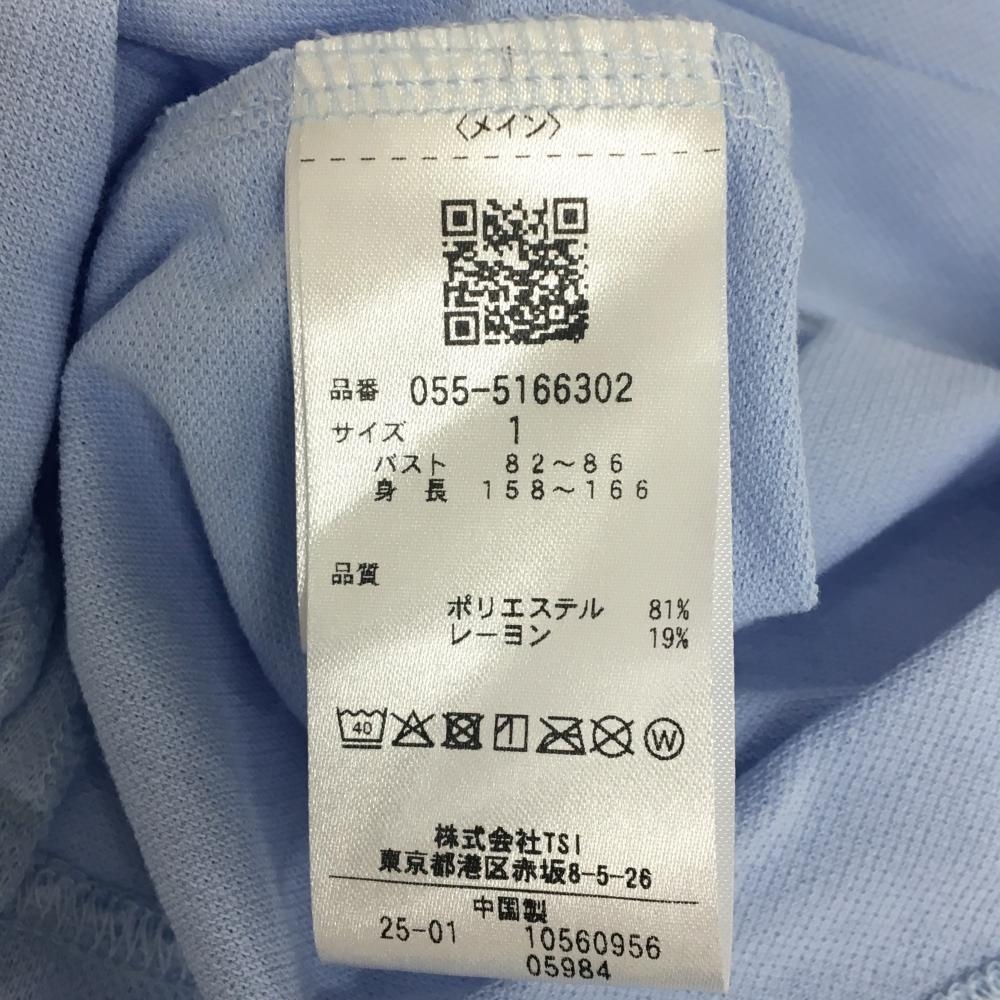 〈メイン〉
品番 055-5166302
サイズ 1
バスト 82～86
身長 158～166
品質
ポリエステル 81%
レーヨン 19%
40
W
株式会社TSI
東京都港区赤坂8-5-26
中国製
25-01 10560956
05984